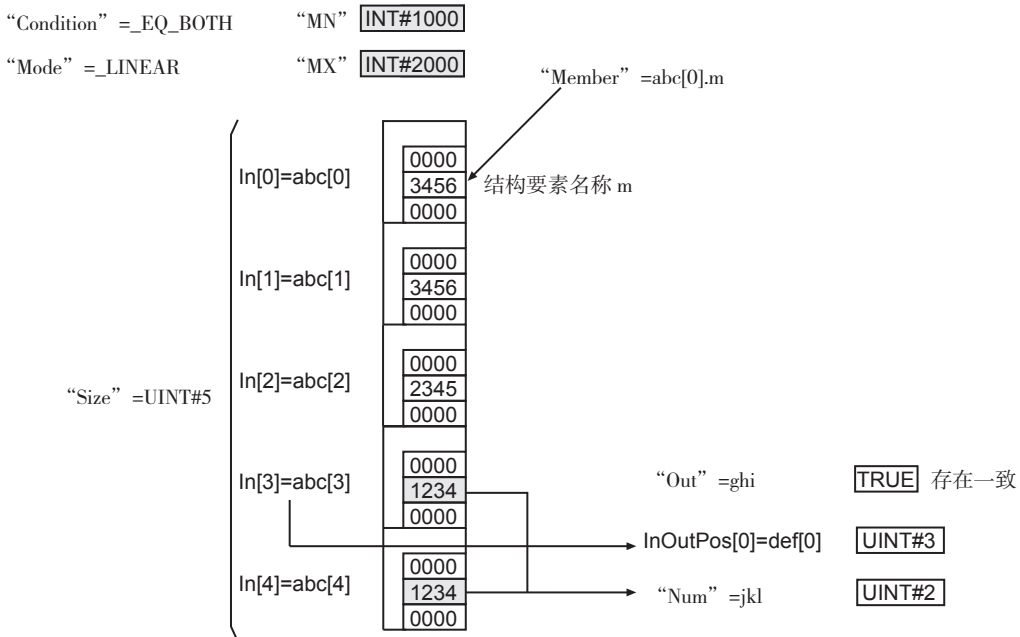 “Condition” =_EQ_BOTH “MN” INT#1000
“Mode” =_LINEAR “MX” INT#2000
“Member” =abc[0].m
0000
In[0]=abc[0] 3456 结构要素名称 m
0000
0000
In[1]=abc[1] 3456
0000
0000
In[2]=abc[2] 2345
“Size” =UINT#5
0000
0000
In[3]=abc[3] 1234 “Out” =ghi TRUE 存在一致
0000
InOutPos[0]=def[0] UINT#3
0000
In[4]=abc[4] 1234 “Num” =jkl UINT#2
0000